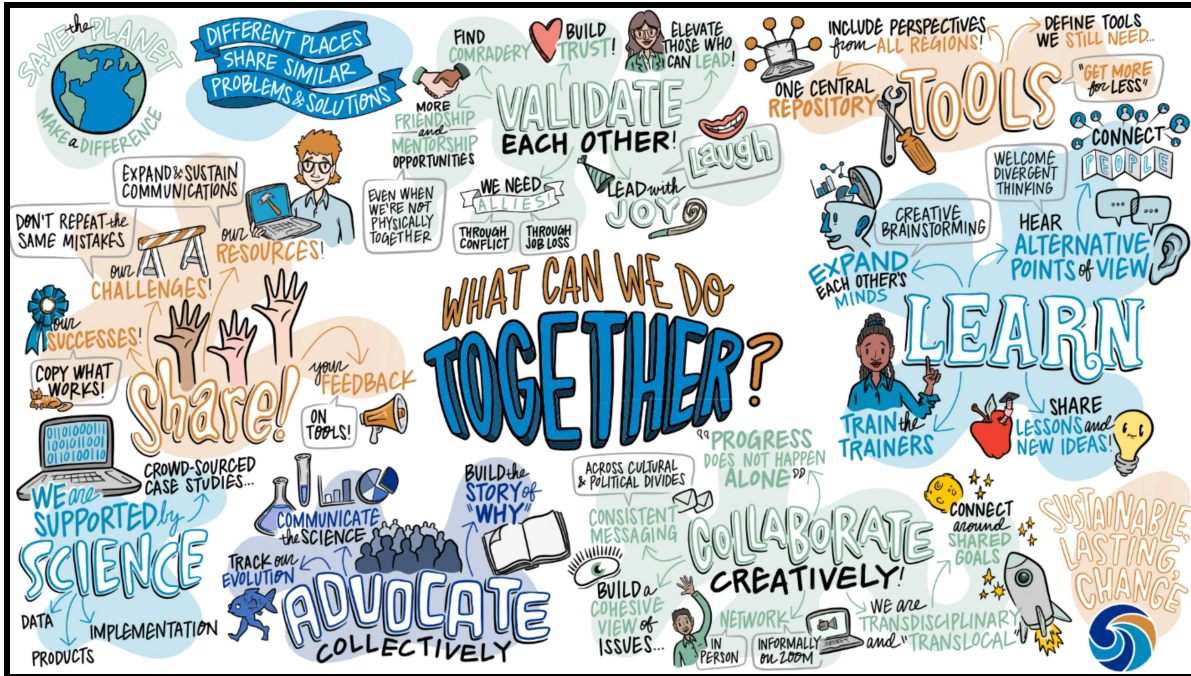 SAVE the PLANET
MAKE a DIFFERENCE
DIFFERENT PLACES
SHARE SIMILAR
PROBLEMS & SOLUTIONS
FIND
COMRADERY
BUILD
TRUST!
ELEVATE
THOSE WHO
CAN LEAD!
MORE
FRIENDSHIP
and
MENTORSHIP
OPPORTUNITIES
VALIDATE
EACH OTHER!
EVEN WHEN
WE'RE NOT
PHYSICALLY
TOGETHER
WE NEED
ALLIES!
THROUGH
CONFLICT
THROUGH
JOB LOSS
LEAD with
JOY
Laugh
INCLUDE PERSPECTIVES
from ALL REGIONS!
DEFINE TOOLS
WE STILL NEED...
ONE CENTRAL
REPOSITORY
TOOLS
"GET MORE
for LESS"
EXPAND & SUSTAIN
COMMUNICATIONS
our
RESOURCES!
DON'T REPEAT the
SAME MISTAKES
our
CHALLENGES!
our
SUCCESSES!
COPY WHAT
WORKS!
Share!
your
FEEDBACK
ON
TOOLS!
WHAT CAN WE DO
TOGETHER?
CONNECT
PEOPLE
WELCOME
DIVERGENT
THINKING
HEAR
ALTERNATIVE
POINTS of VIEW
CREATIVE
BRAINSTORMING
EXPAND
EACH OTHER'S
MINDS
LEARN
TRAIN the
TRAINERS
SHARE
LESSONS and
NEW IDEAS!
01101000111
100101100111
010100110
CROWD-SOURCED
CASE STUDIES...
WE are
SUPPORTED by
SCIENCE
DATA
PRODUCTS
IMPLEMENTATION
COMMUNICATE
the SCIENCE
BUILD the
STORY of
"WHY"
TRACK our
EVOLUTION
ADVOCATE
COLLECTIVELY
"PROGRESS
DOES NOT HAPPEN
ALONE"
ACROSS CULTURAL
& POLITICAL DIVIDES
CONSISTENT
MESSAGING
COLLABORATE
CREATIVELY!
BUILD a
COHESIVE
VIEW of
ISSUES...
NETWORK
IN
PERSON
INFORMALLY
on ZOOM
CONNECT
around
SHARED
GOALS
WE are
TRANSDISCIPLINARY
and "TRANSLOCAL"
SUSTAINABLE,
LASTING
CHANGE